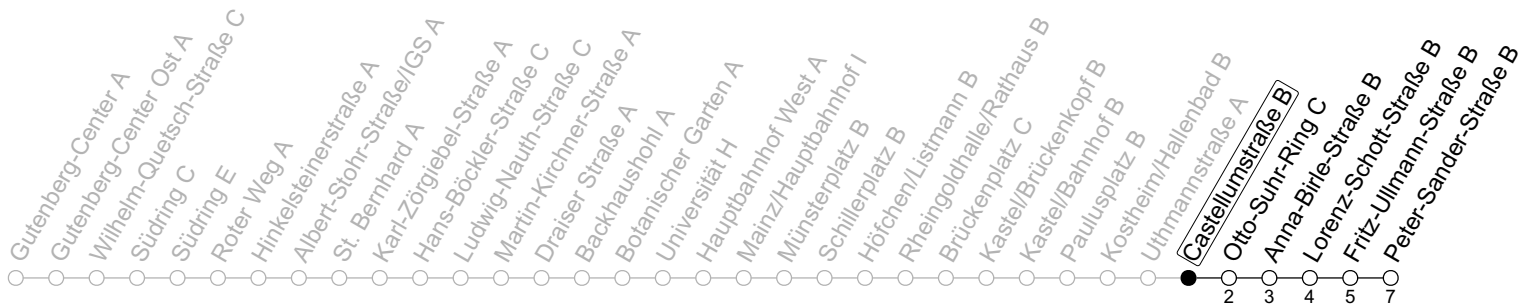 Gutenberg-Center A
Gutenberg-Center Ost A
Wilhelm-Quetsch-Straße C
Südring C
Südring E
Roter Weg A
Hinkelsteinerstraße A
Albert-Stohr-Straße/IGS A
St. Bernhard A
Karl-Zörgiebel-Straße A
Hans-Böckler-Straße C
Ludwig-Nauth-Straße C
Martin-Kirchner-Straße A
Draiser Straße A
Backhaushohl A
Botanischer Garten A
Universität H
Hauptbahnhof West A
Mainz/Hauptbahnhof I
Münsterplatz B
Schillerplatz B
Höfchen/Listmann B
Rheingoldhalle/Rathaus B
Brückenplatz C
Kastel/Brückenkopf B
Kastel/Bahnhof B
Paulusplatz B
Kostheim/Hallenbad B
Uthmannstraße A
Castellumstraße B
Otto-Suhr-Ring C
Anna-Birle-Straße B
Lorenz-Schott-Straße B
Fritz-Ullmann-Straße B
Peter-Sander-Straße B
2 3 4 5 7